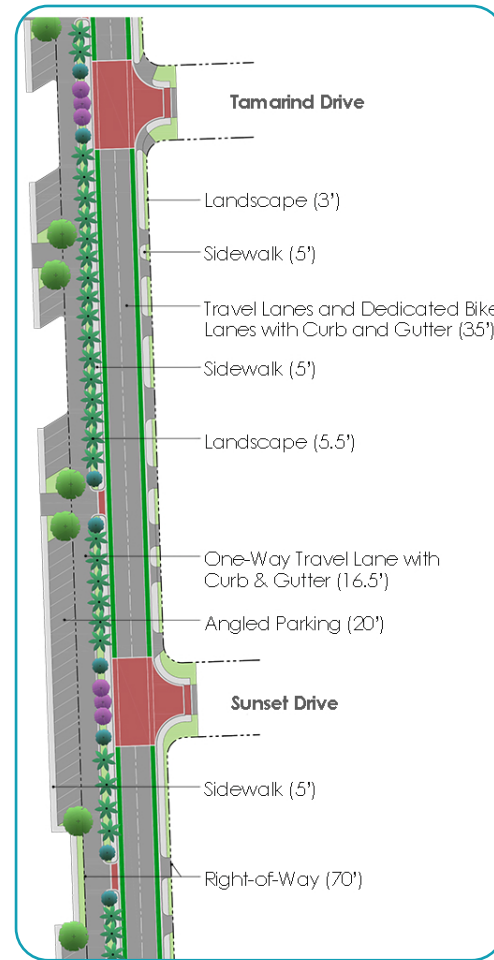 Tamarind Drive
Landscape (3')
Sidewalk (5')
Travel Lanes and Dedicated Bike
Lanes with Curb and Gutter (35')
Sidewalk (5')
Landscape (5.5')
One-Way Travel Lane with
Curb & Gutter (16.5')
Angled Parking (20')
Sunset Drive
Sidewalk (5')
Right-of-Way (70')